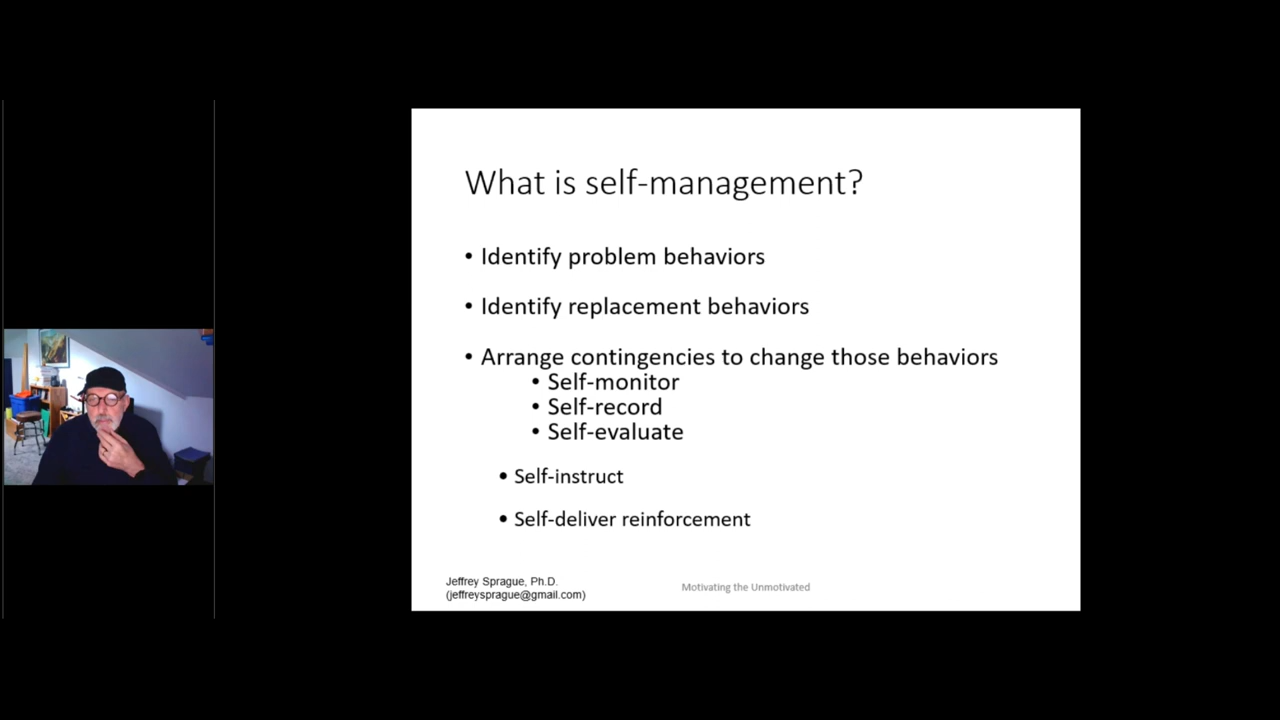 What is self-management?
• Identify problem behaviors
• Identify replacement behaviors
• Arrange contingencies to change those behaviors
• Self-monitor
• Self-record
• Self-evaluate
• Self-instruct
• Self-deliver reinforcement
Jeffrey Sprague, Ph.D.
(jeffreysprague@gmail.com)
Motivating the Unmotivated